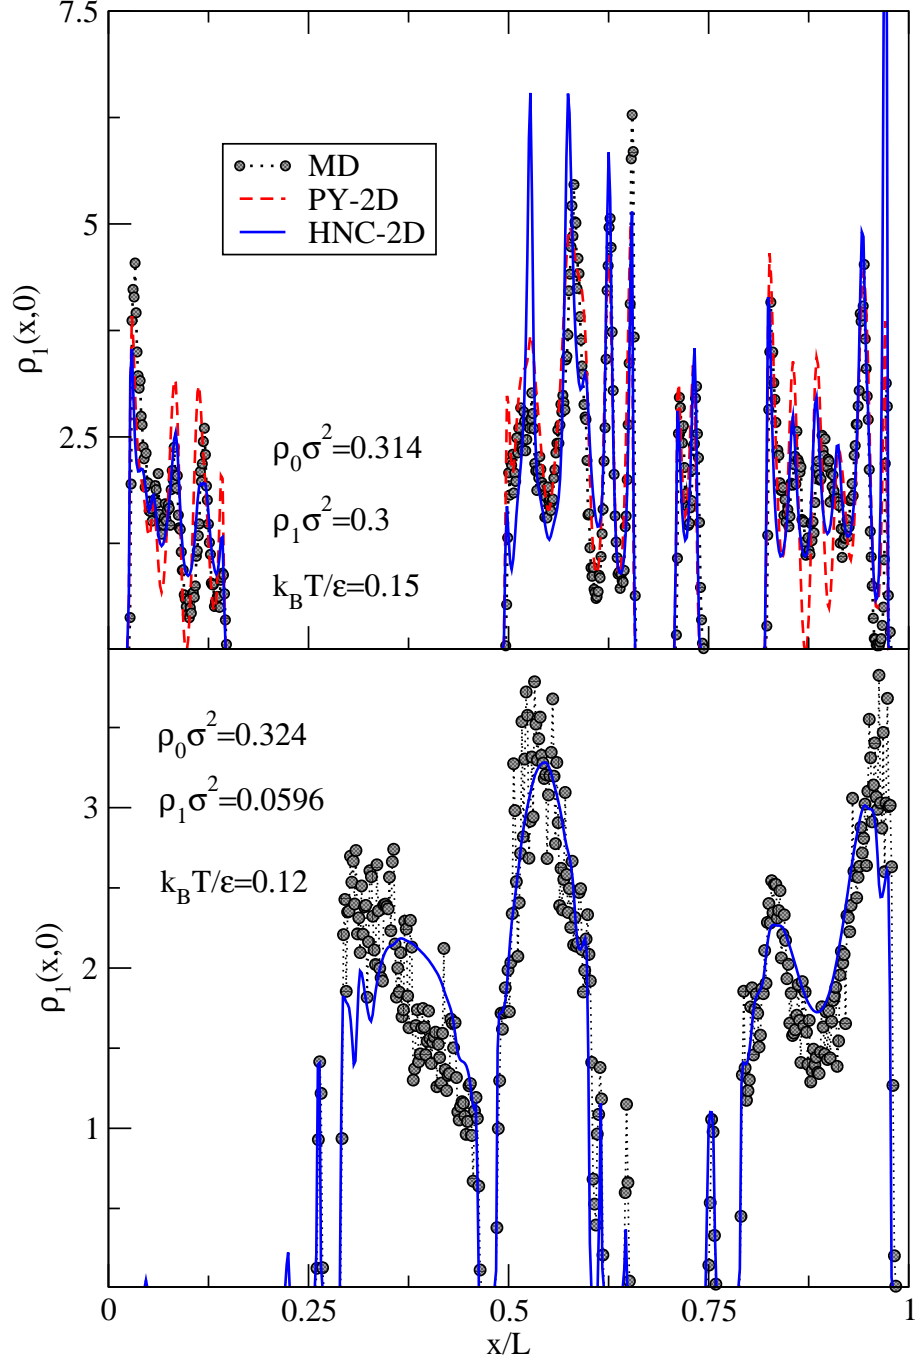 7.5
MD
PY-2D
HNC-2D
5
ρ₁(x,0)
2.5
ρ₀σ²=0.314
ρ₁σ²=0.3
k_BT/ε=0.15
ρ₀σ²=0.324
3
ρ₁σ²=0.0596
k_BT/ε=0.12
ρ₁(x,0)
2
1
0 0.25 0.5 0.75 1
x/L